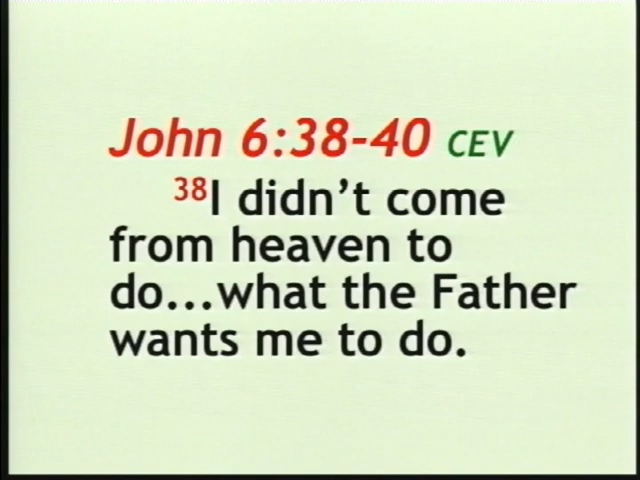 John 6:38-40 CEV
38I didn't come
from heaven to
do...what the Father
wants me to do.